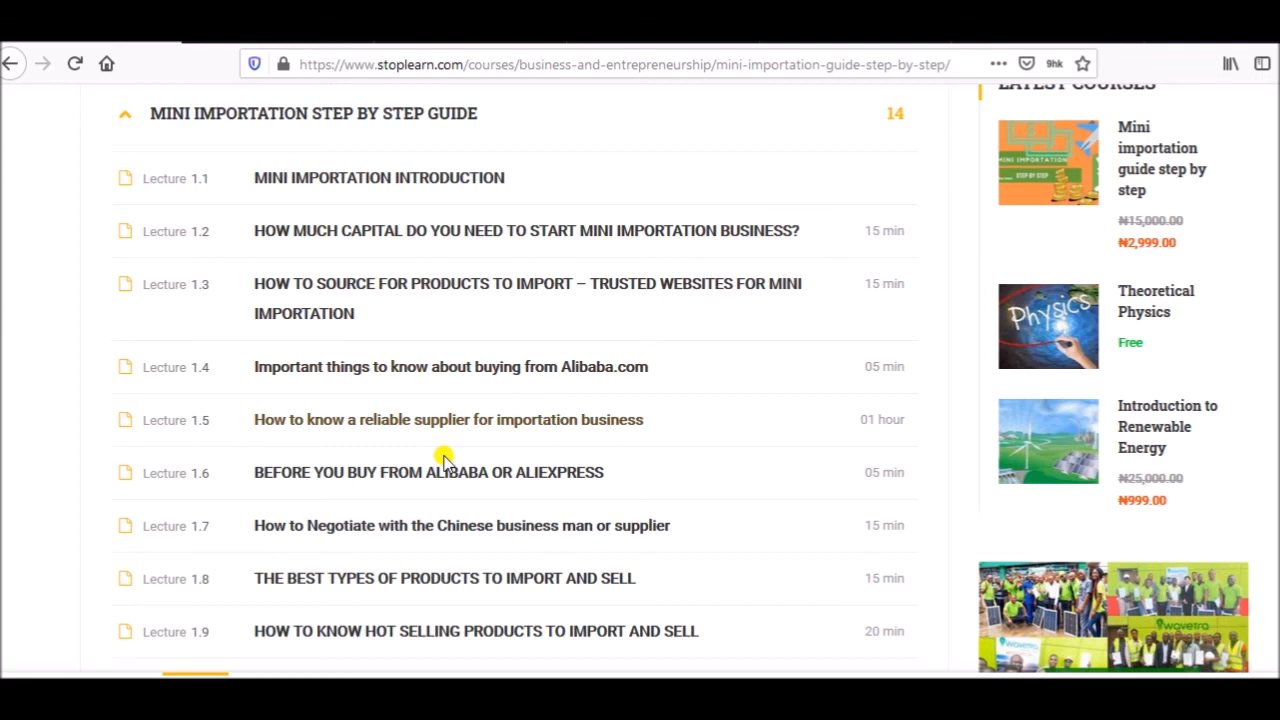 https://www.stoplearn.com/courses/business-and-entrepreneurship/mini-importation-guide-step-by-step/
9hk
MINI IMPORTATION STEP BY STEP GUIDE
14
Lecture 1.1
MINI IMPORTATION INTRODUCTION
Lecture 1.2
HOW MUCH CAPITAL DO YOU NEED TO START MINI IMPORTATION BUSINESS?
15 min
Lecture 1.3
HOW TO SOURCE FOR PRODUCTS TO IMPORT – TRUSTED WEBSITES FOR MINI
IMPORTATION
15 min
Lecture 1.4
Important things to know about buying from Alibaba.com
05 min
Lecture 1.5
How to know a reliable supplier for importation business
01 hour
Lecture 1.6
BEFORE YOU BUY FROM ALIBABA OR ALIEXPRESS
05 min
Lecture 1.7
How to Negotiate with the Chinese business man or supplier
15 min
Lecture 1.8
THE BEST TYPES OF PRODUCTS TO IMPORT AND SELL
15 min
Lecture 1.9
HOW TO KNOW HOT SELLING PRODUCTS TO IMPORT AND SELL
20 min
LATEST COURSES
MINI IMPORTATION
STEP BY STEP
Mini
importation
guide step by
step
₦15,000.00
₦2,999.00
Physics
Theoretical
Physics
Free
Introduction to
Renewable
Energy
₦25,000.00
₦999.00
wavetra